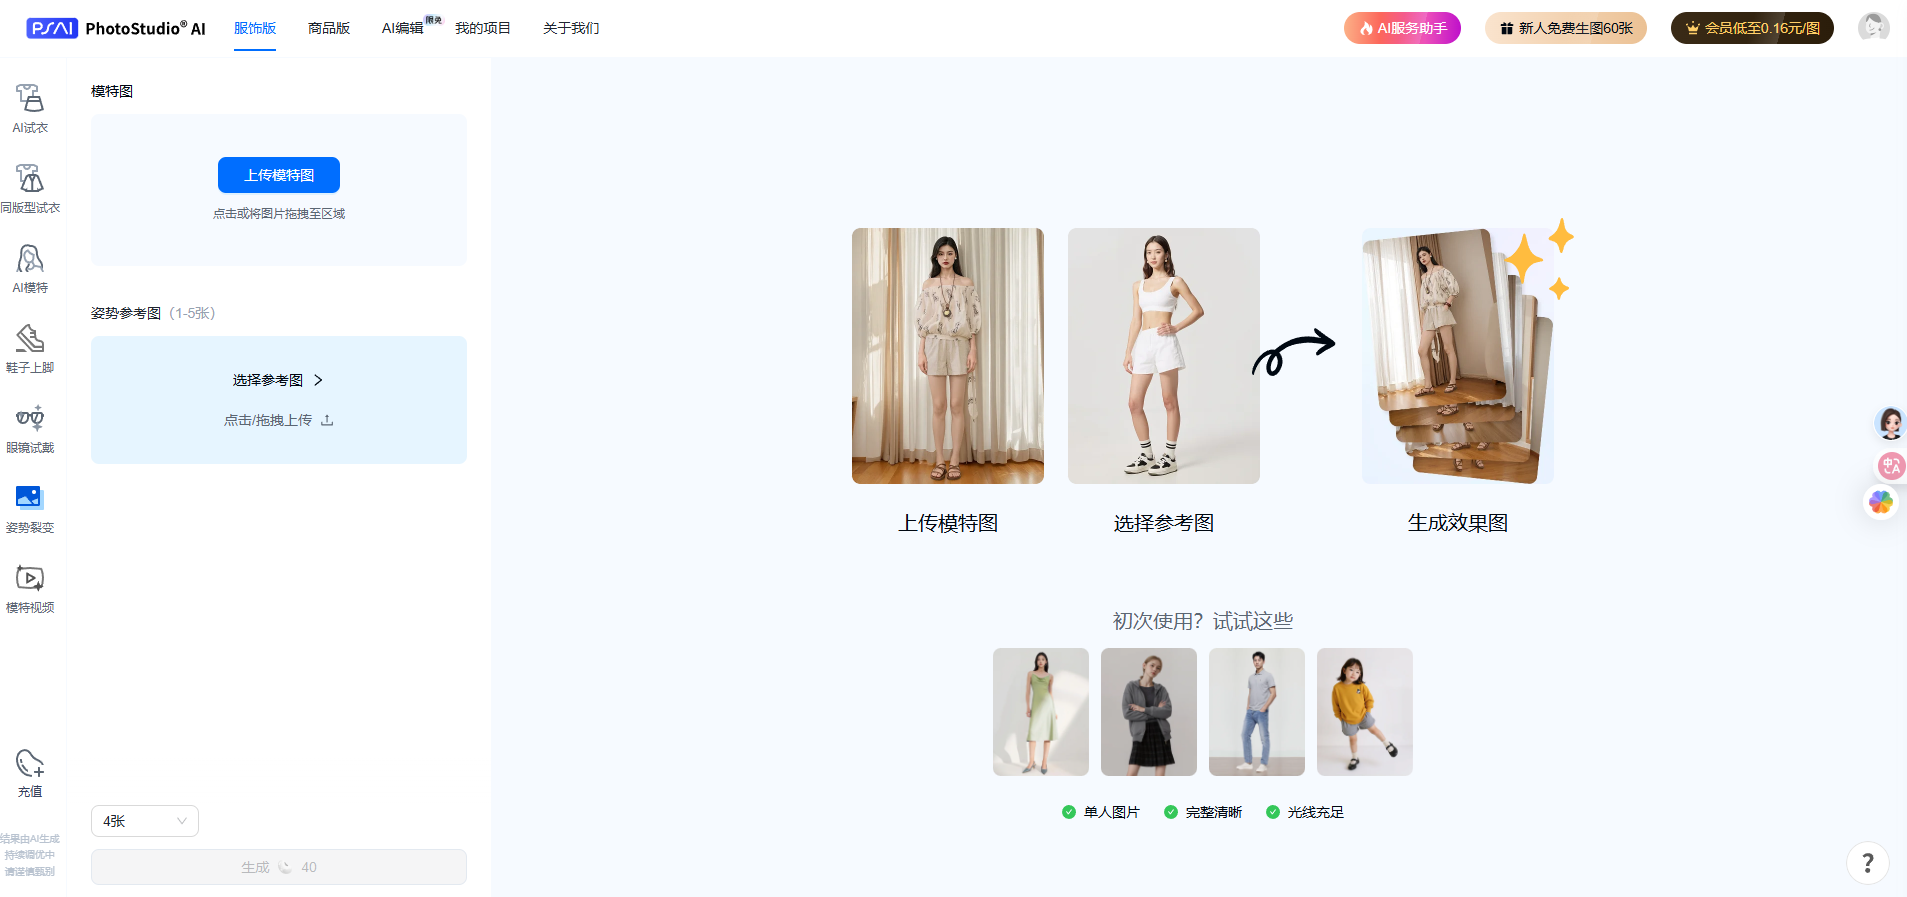 PSAI PhotoStudio® AI
服饰版
商品版
AI编辑
限免
我的项目
关于我们
AI服务助手
新人免费生图60张
会员低至0.16元/图
AI试衣
同版型试衣
AI模特
鞋子上脚
眼镜试戴
姿势裂变
模特视频
充值
结果由AI生成
持续调优中
请谨慎甄别
模特图
上传模特图
点击或将图片拖拽至区域
姿势参考图（1-5张）
选择参考图
点击/拖拽上传
4张
生成 40
上传模特图
选择参考图
生成效果图
初次使用？试试这些
单人图片
完整清晰
光线充足
中A
?